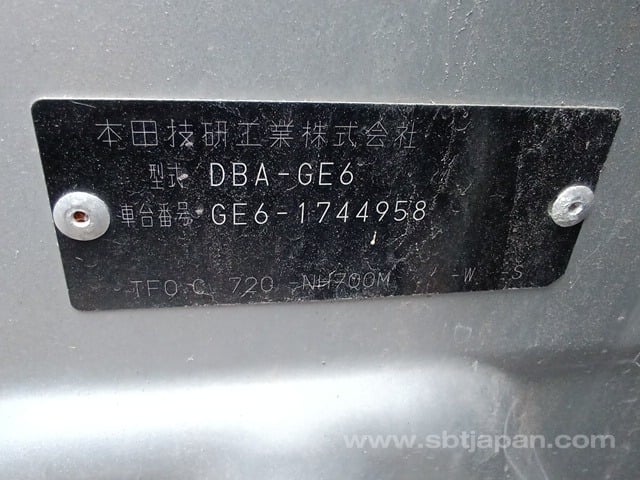 本田技研工業株式会社
型式 DBA-GE6
車台番号 GE6-1744958
TF0 C 720 -NH700M / -W -S
www.sbtjapan.com